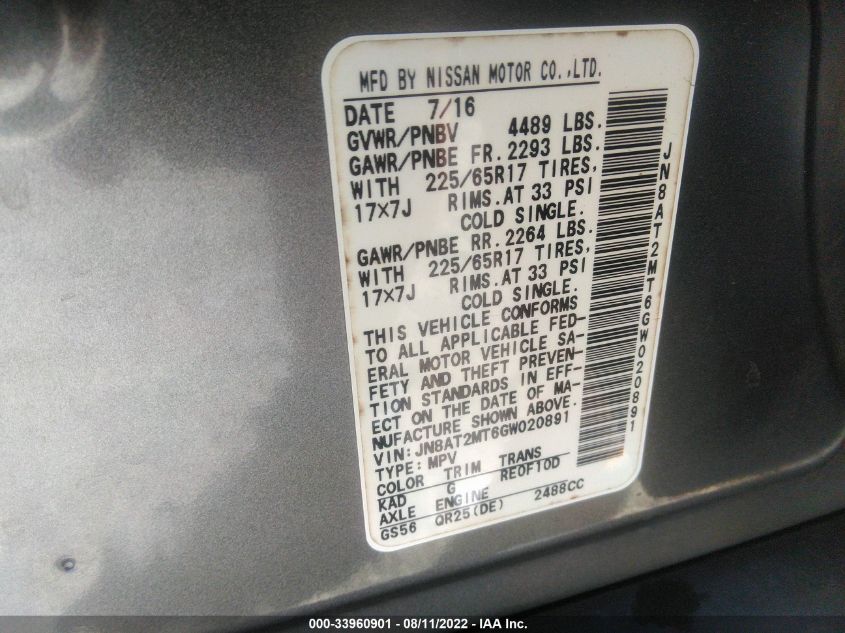 MFD BY NISSAN MOTOR CO.,LTD.
DATE 7/16
GVWR/PNBV 4489 LBS.
GAWR/PNBE FR. 2293 LBS.
WITH 225/65R17 TIRES,
17x7J RIMS. AT 33 PSI
COLD SINGLE.
GAWR/PNBE RR. 2264 LBS.
WITH 225/65R17 TIRES,
17x7J RIMS. AT 33 PSI
COLD SINGLE.
THIS VEHICLE CONFORMS
TO ALL APPLICABLE FED-
ERAL MOTOR VEHICLE SA-
FETY AND THEFT PREVEN-
TION STANDARDS IN EFF-
ECT ON THE DATE OF MA-
NUFACTURE SHOWN ABOVE.
VIN: JN8AT2MT6GW020891
TYPE: MPV
COLOR TRIM TRANS
KAD G RE0F10D
AXLE ENGINE
GS56 QR25(DE) 2488CC
JN8AT2MT6GW020891
000-33960901 - 08/11/2022 - IAA Inc.